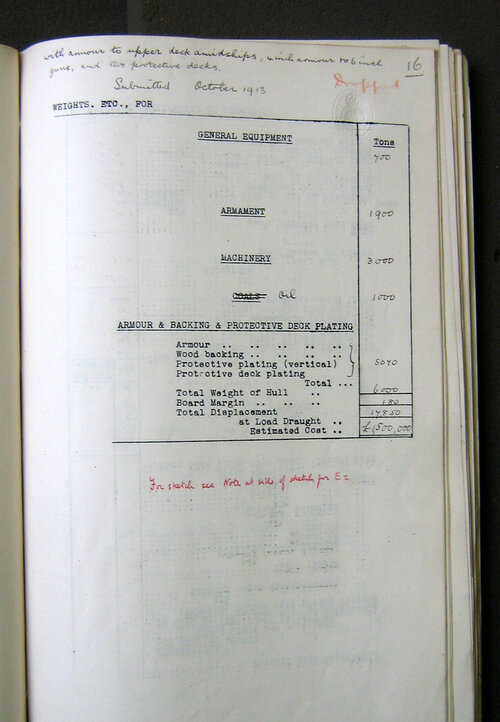 with armour to upper deck amidships, 4 inch armour to 6 inch
guns, and two protective decks.
16
Submitted October 1913
Dropped
WEIGHTS. ETC., FOR
GENERAL EQUIPMENT Tons
700
ARMAMENT 1900
MACHINERY 3000
COALS Oil 1000
ARMOUR & BACKING & PROTECTIVE DECK PLATING
Armour .. .. .. .. ..
Wood backing .. .. .. ..
Protective plating (vertical) 5070
Protective deck plating
Total ...
Total Weight of Hull .. 6000
Board Margin .. .. .. 180
Total Displacement 17850
at Load Draught ..
Estimated Cost .. £1,500,000
For sketch see Note at side of sketch for E2